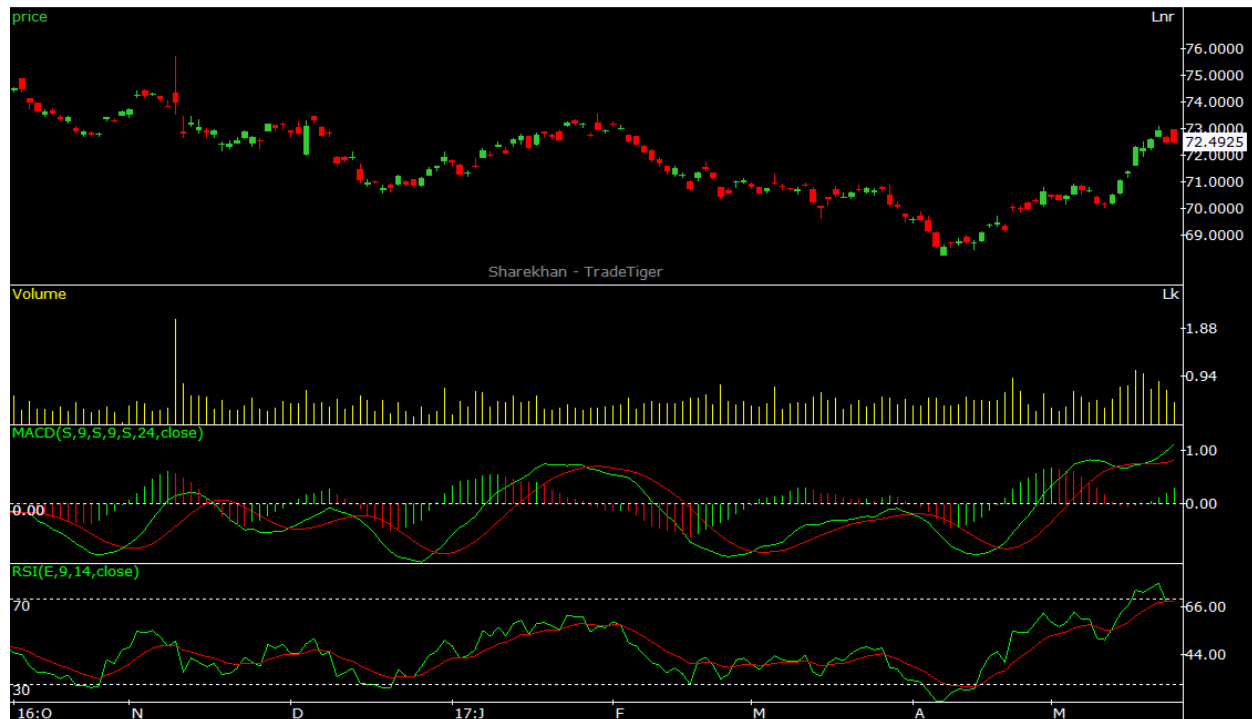 price Lnr
76.0000
75.0000
74.0000
73.0000
72.4925
72.0000
71.0000
70.0000
69.0000
Sharekhan - TradeTiger
Volume Lk
1.88
0.94
MACD(S,9,S,9,S,24,close)
1.00
0.00 0.00
RSI(E,9,14,close)
70 66.00
44.00
30
16:O N D 17:J F M A M